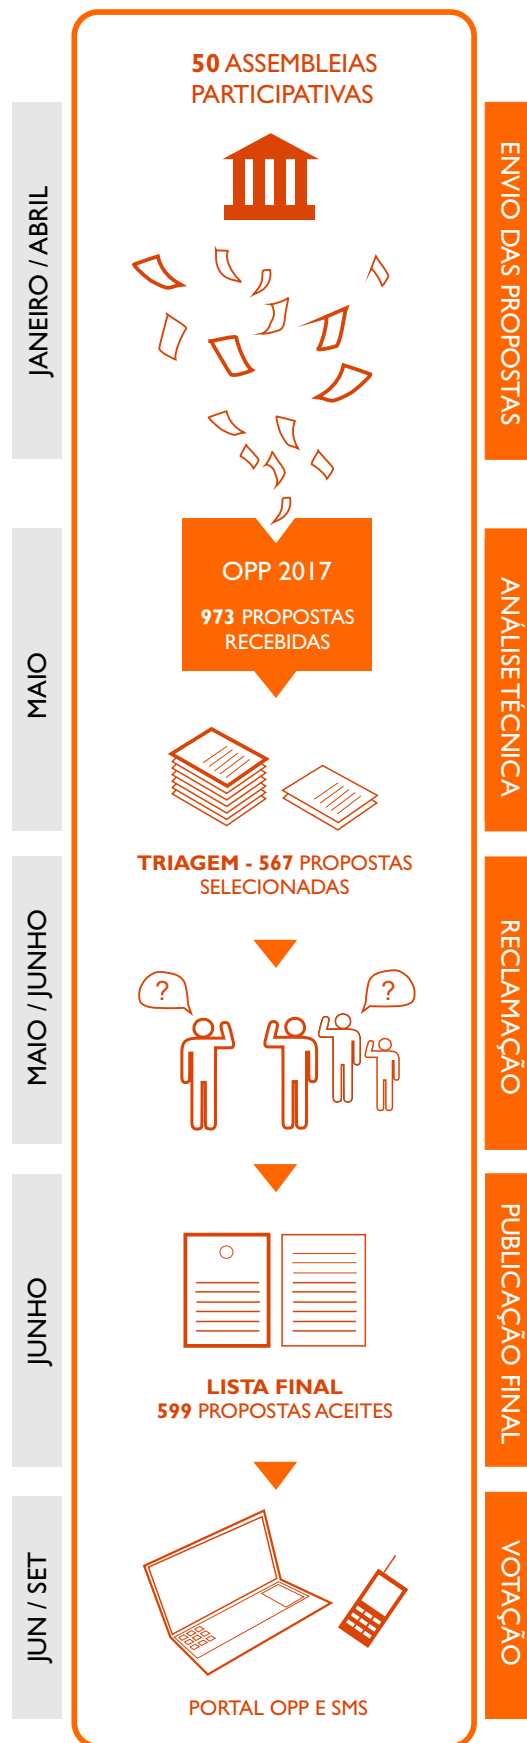 50 ASSEMBLEIAS
PARTICIPATIVAS
JANEIRO / ABRIL
ENVIO DAS PROPOSTAS
OPP 2017
973 PROPOSTAS
RECEBIDAS
MAIO
ANÁLISE TÉCNICA
TRIAGEM - 567 PROPOSTAS
SELECIONADAS
MAIO / JUNHO
RECLAMAÇÃO
?
?
JUNHO
PUBLICAÇÃO FINAL
LISTA FINAL
599 PROPOSTAS ACEITES
JUN / SET
VOTAÇÃO
PORTAL OPP E SMS